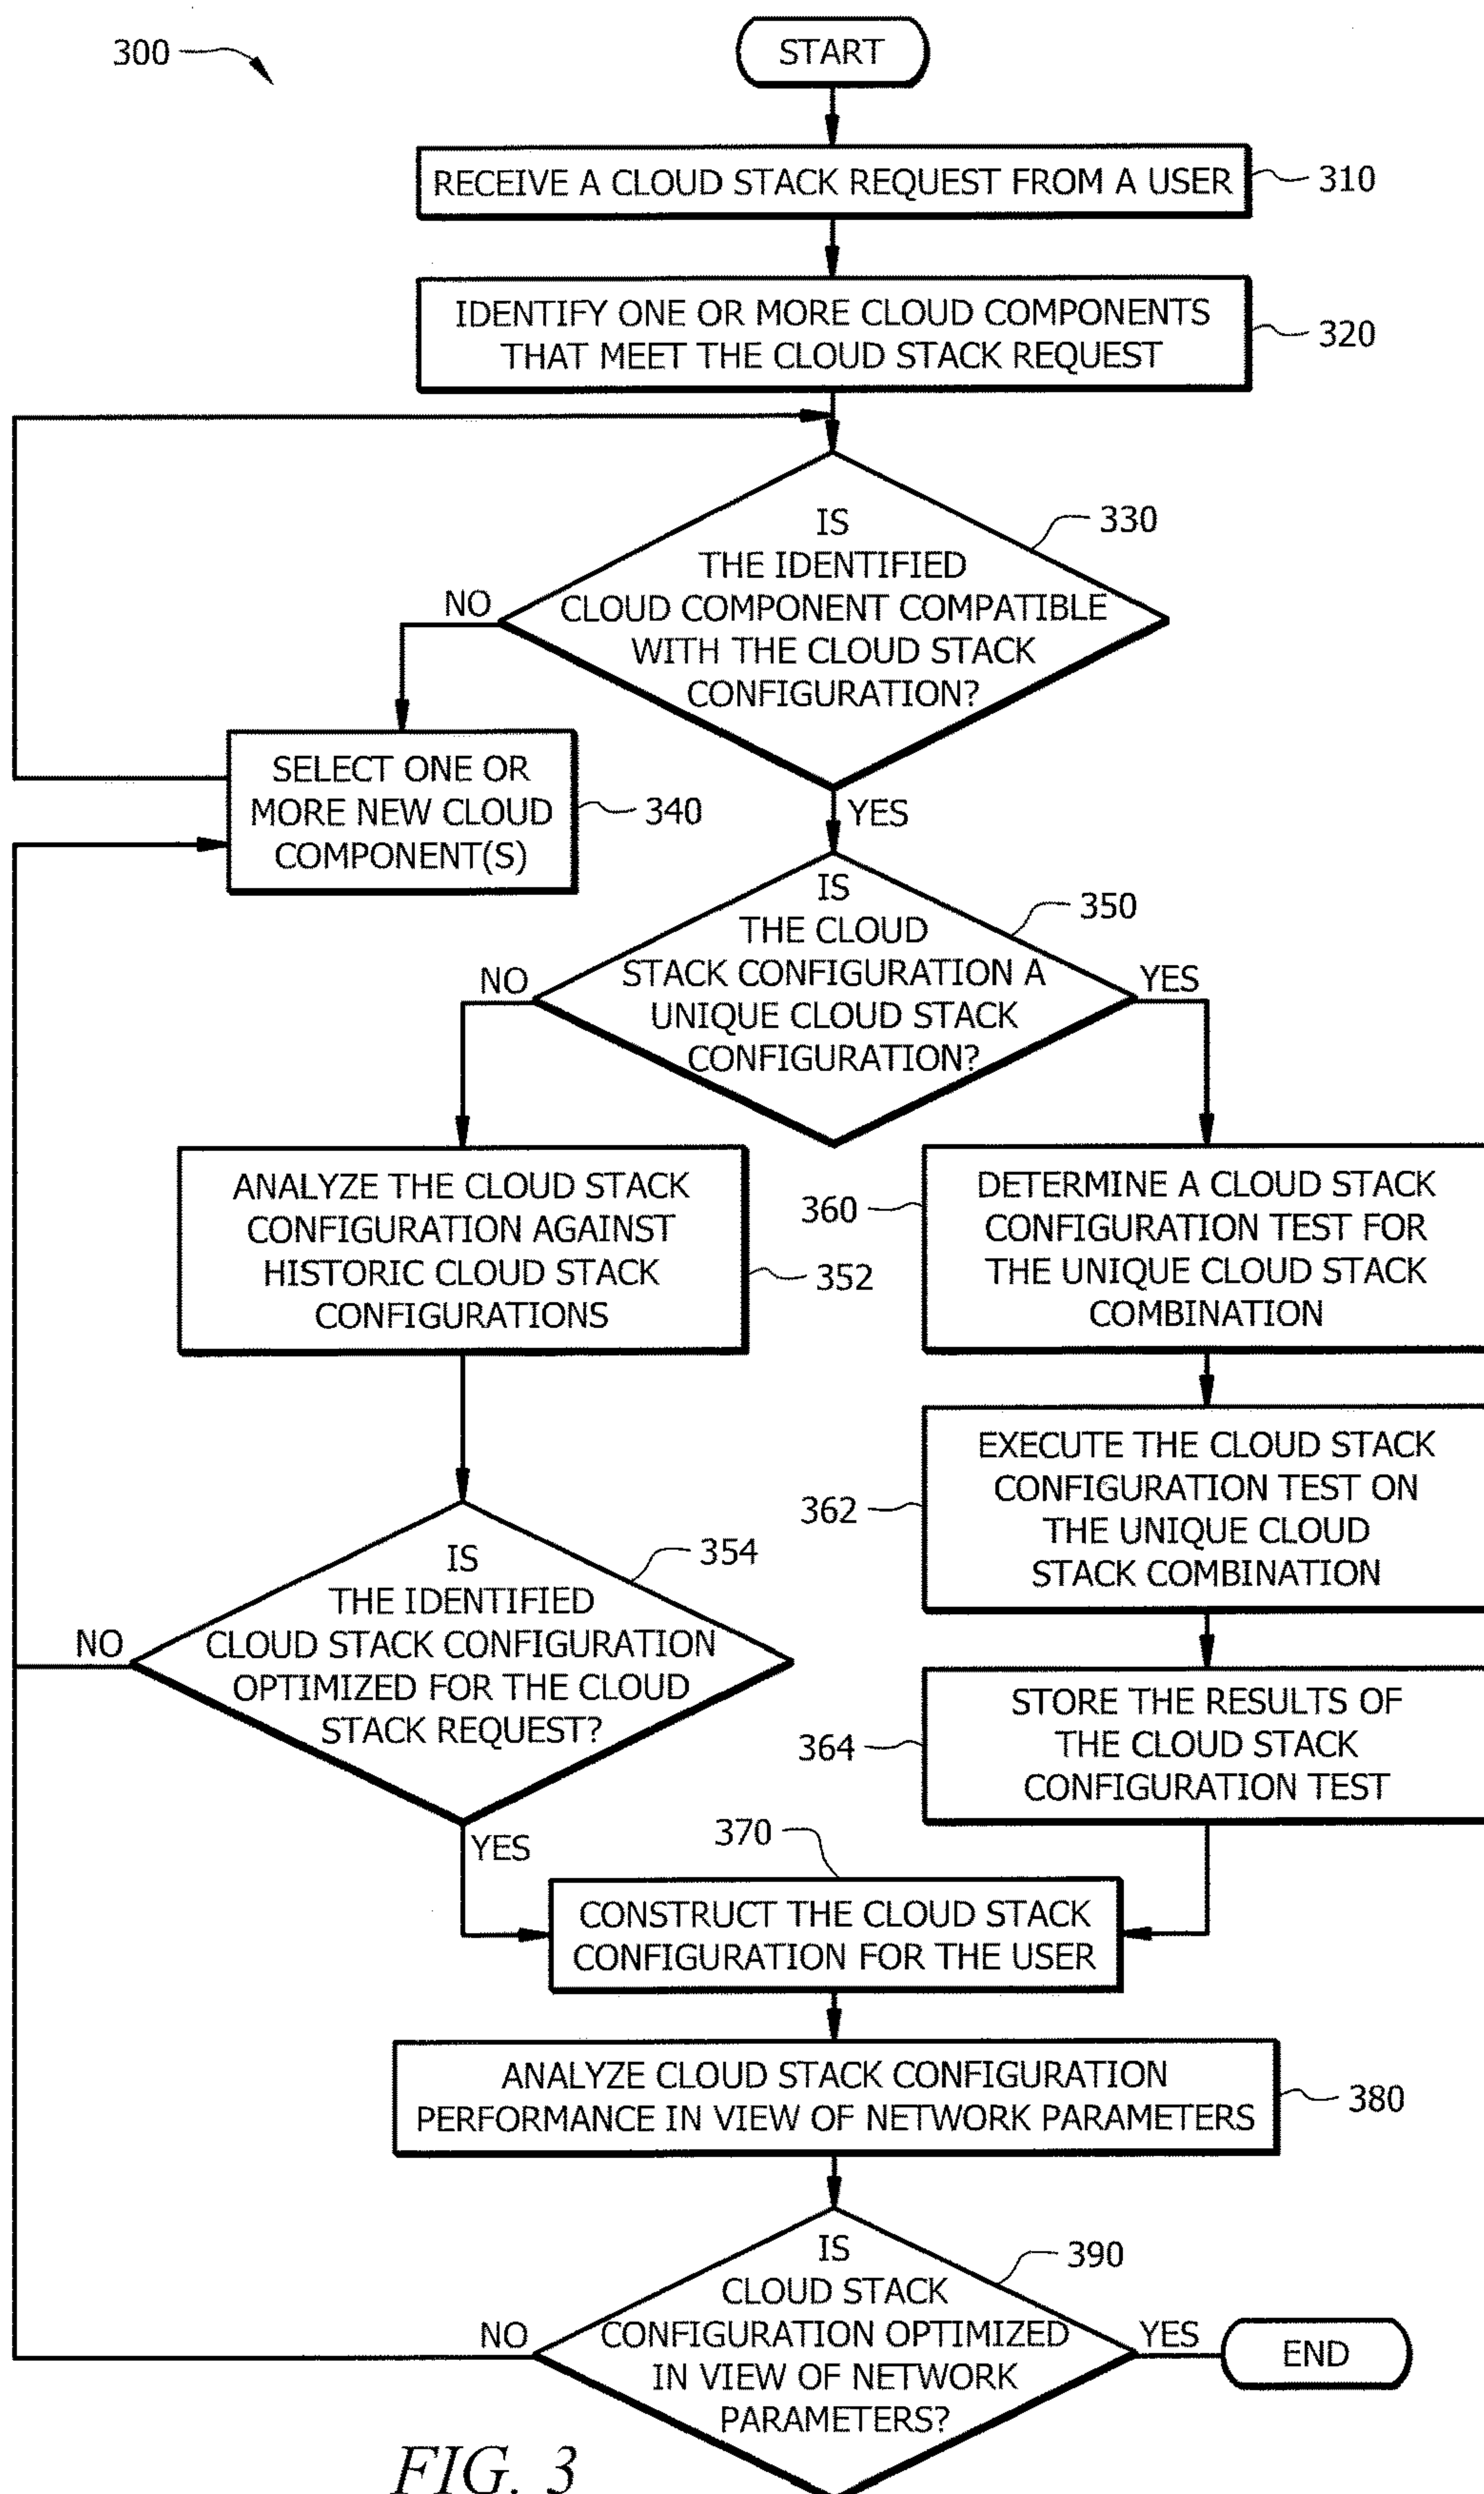 300
START
RECEIVE A CLOUD STACK REQUEST FROM A USER
310
IDENTIFY ONE OR MORE CLOUD COMPONENTS
THAT MEET THE CLOUD STACK REQUEST
320
IS
THE IDENTIFIED
CLOUD COMPONENT COMPATIBLE
WITH THE CLOUD STACK
CONFIGURATION?
330
NO
SELECT ONE OR
MORE NEW CLOUD
COMPONENT(S)
340
YES
IS
THE CLOUD
STACK CONFIGURATION A
UNIQUE CLOUD STACK
CONFIGURATION?
350
NO
YES
ANALYZE THE CLOUD STACK
CONFIGURATION AGAINST
HISTORIC CLOUD STACK
CONFIGURATIONS
352
360
DETERMINE A CLOUD STACK
CONFIGURATION TEST FOR
THE UNIQUE CLOUD STACK
COMBINATION
362
EXECUTE THE CLOUD STACK
CONFIGURATION TEST ON
THE UNIQUE CLOUD
STACK COMBINATION
IS
THE IDENTIFIED
CLOUD STACK CONFIGURATION
OPTIMIZED FOR THE CLOUD
STACK REQUEST?
354
NO
YES
364
STORE THE RESULTS OF
THE CLOUD STACK
CONFIGURATION TEST
370
CONSTRUCT THE CLOUD STACK
CONFIGURATION FOR THE USER
ANALYZE CLOUD STACK CONFIGURATION
PERFORMANCE IN VIEW OF NETWORK PARAMETERS
380
IS
CLOUD STACK
CONFIGURATION OPTIMIZED
IN VIEW OF NETWORK
PARAMETERS?
390
NO
YES
END
FIG. 3